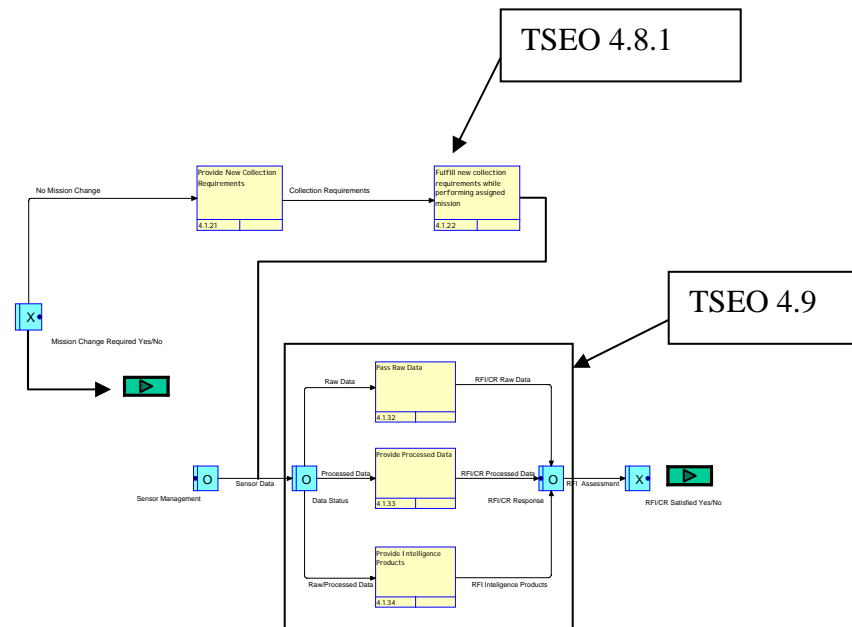 TSEO 4.8.1
Provide New Collection
Requirements
4.1.21
Fulfill new collection
requirements while
performing assigned
mission
4.1.22
No Mission Change
Collection Requirements
TSEO 4.9
X
Mission Change Required Yes/No
Pass Raw Data
4.1.32
Raw Data
RFI/CR Raw Data
Provide Processed Data
4.1.33
O
Sensor Management
Sensor Data
O
Data Status
Processed Data
RFI/CR Processed Data
O
RFI/CR Response
RFI Assessment
X
RFI/CR Satisfied Yes/No
Provide I ntelligence
Products
4.1.34
Raw/Processed Data
RFI Inteligence Products